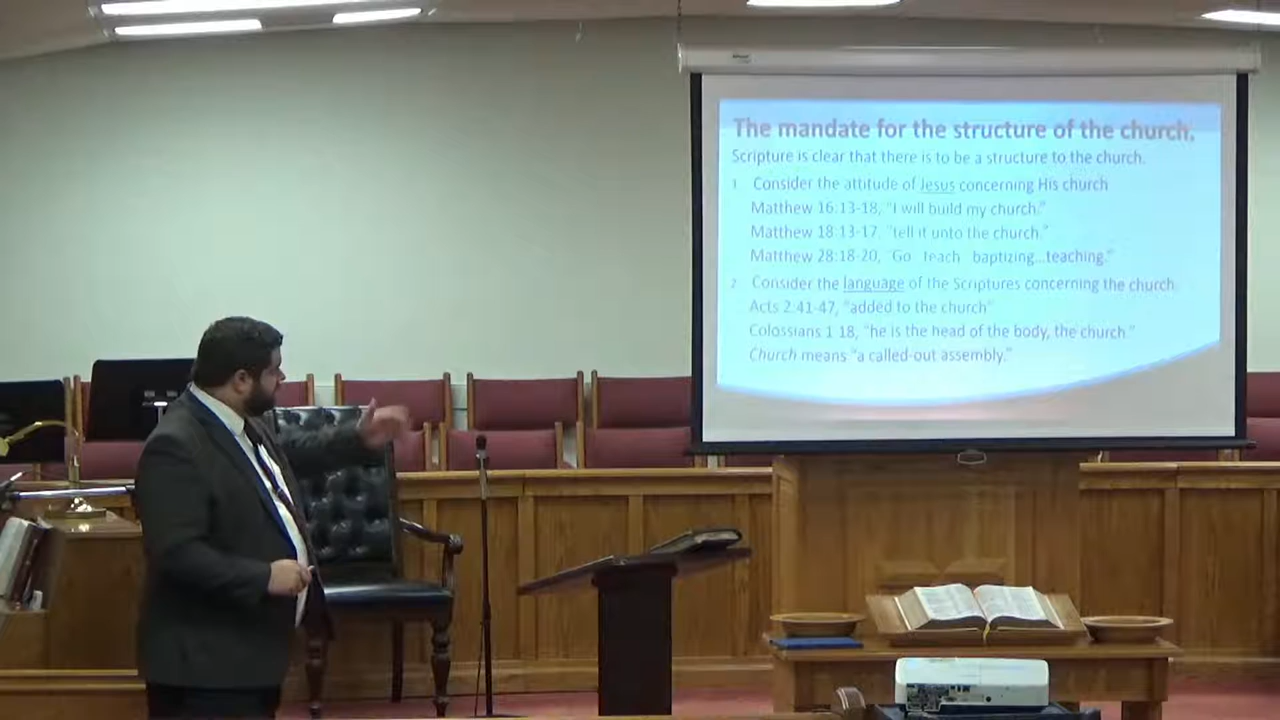 The mandate for the structure of the church.
Scripture is clear that there is to be a structure to the church.
1. Consider the attitude of Jesus concerning His church
Matthew 16:13-18, "I will build my church."
Matthew 18:13-17, "tell it unto the church."
Matthew 28:18-20, "Go teach baptizing...teaching."
2. Consider the language of the Scriptures concerning the church
Acts 2:41-47, "added to the church"
Colossians 1:18, "he is the head of the body, the church."
Church means "a called-out assembly."